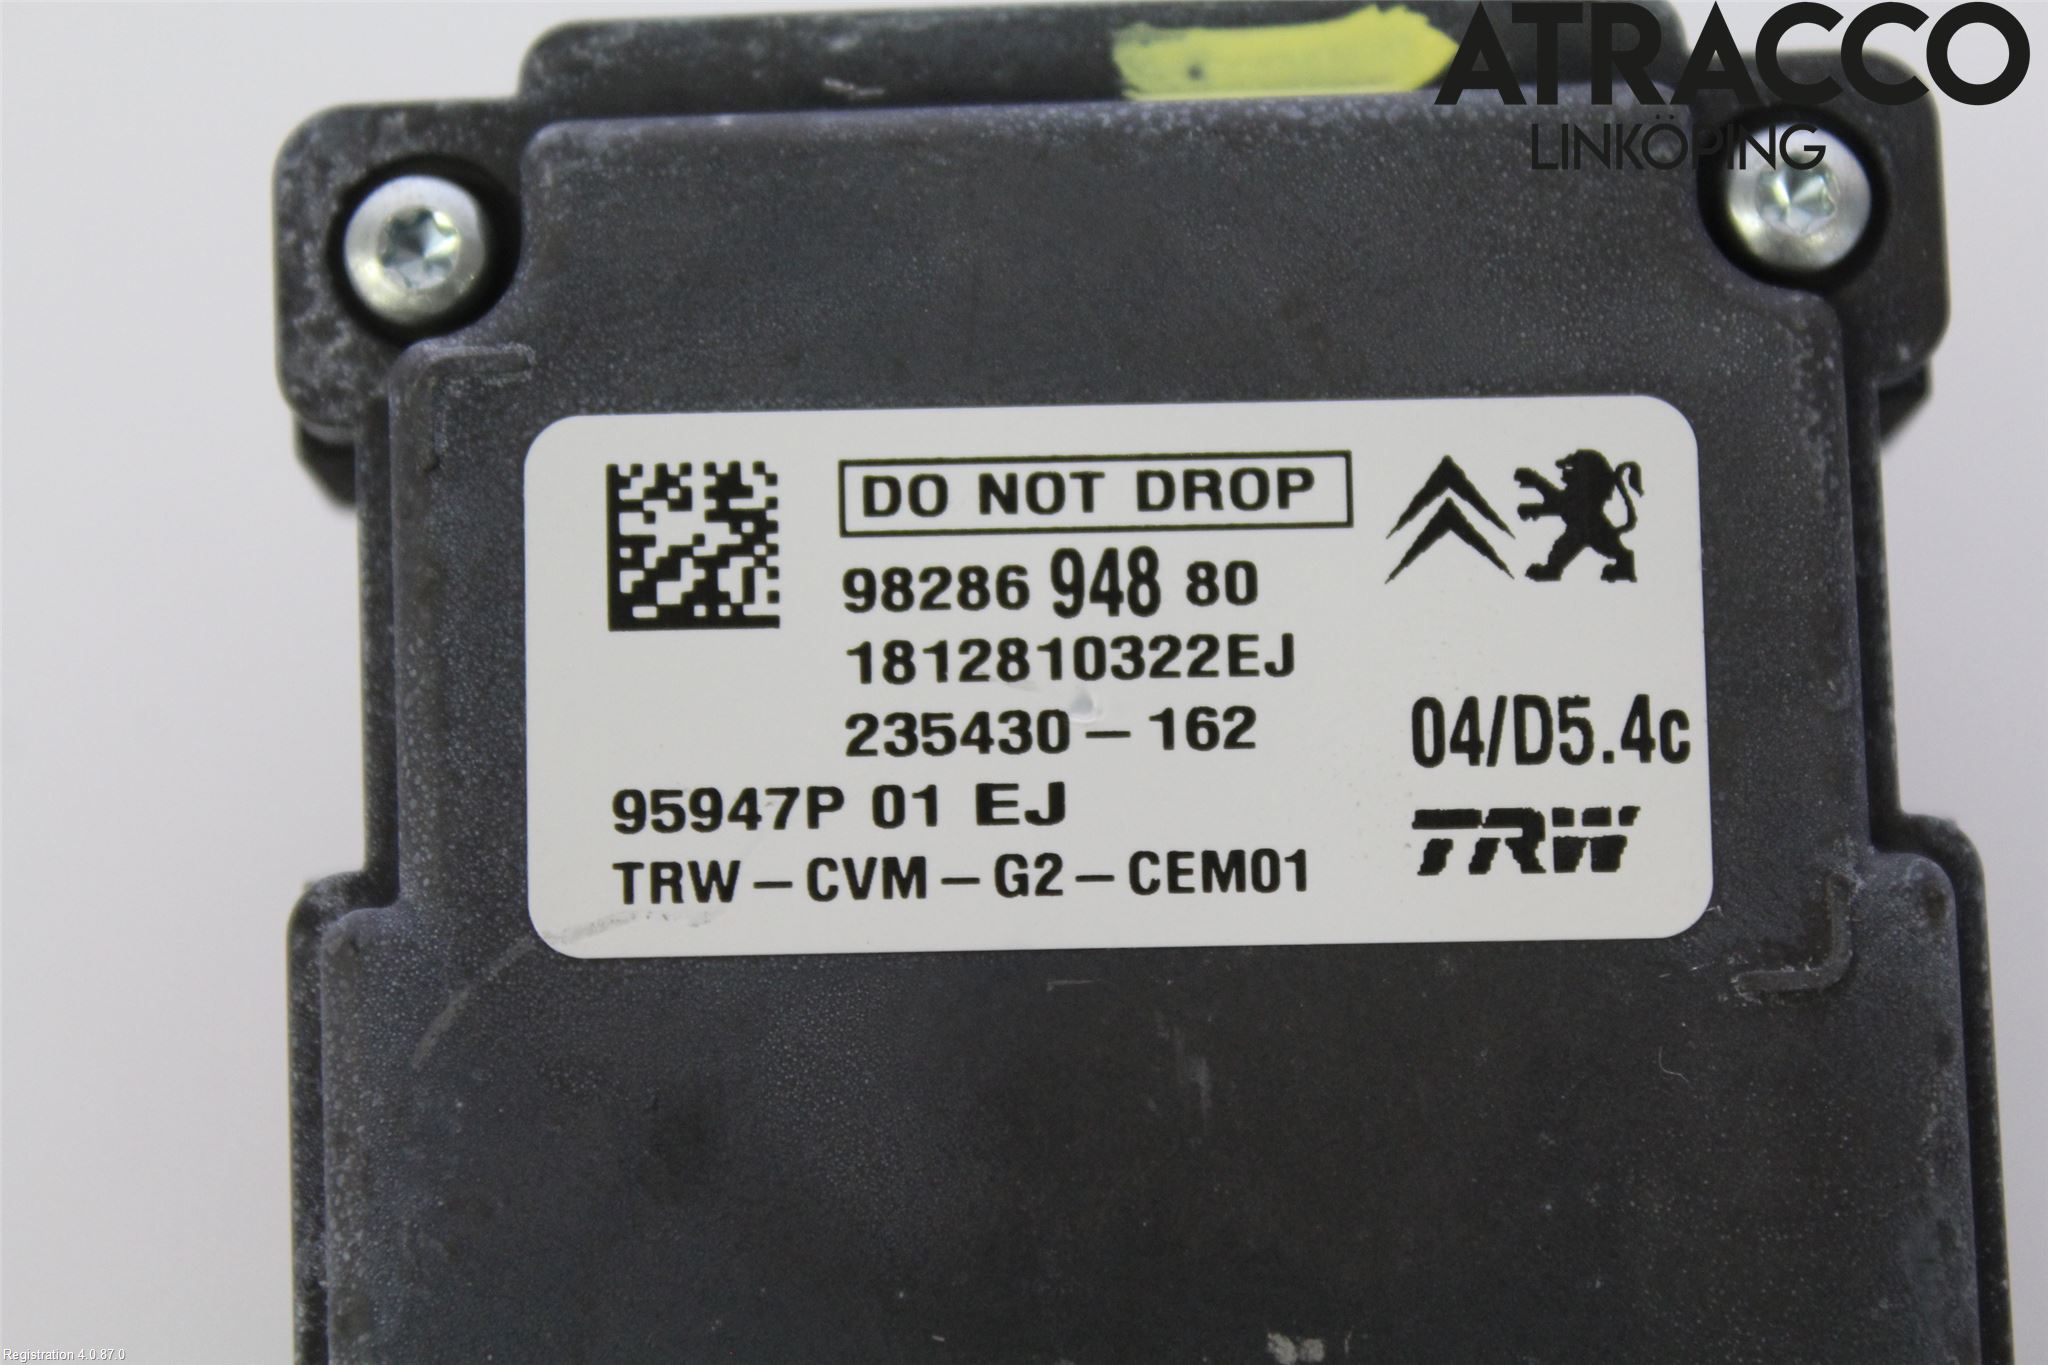 ATRACCO
LINKÖPING
DO NOT DROP
98286 948 80
1812810322EJ
235430-162
04/D5.4c
95947P 01 EJ
TRW
TRW-CVM-G2-CEM01
Registration 4.0.87.0